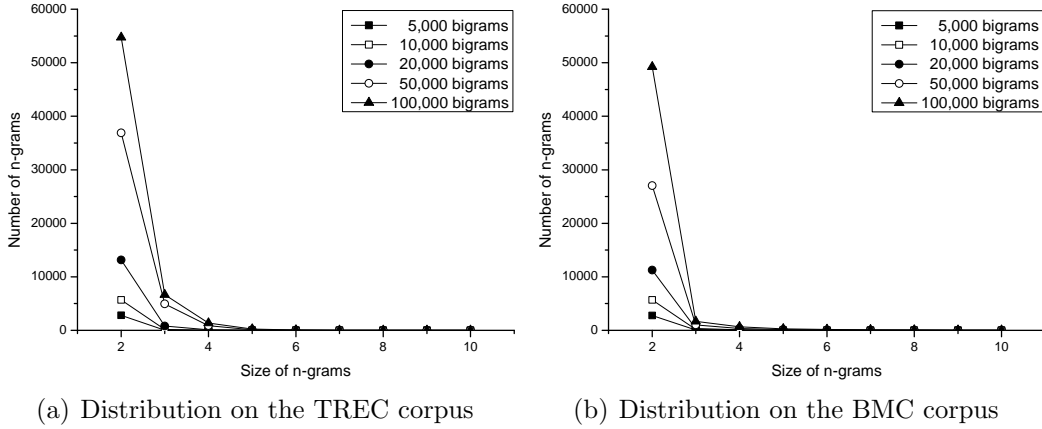 60000
50000
40000
30000
20000
10000
0
Number of n-grams
2 4 6 8 10
Size of n-grams
5,000 bigrams
10,000 bigrams
20,000 bigrams
50,000 bigrams
100,000 bigrams
(a) Distribution on the TREC corpus
60000
50000
40000
30000
20000
10000
0
Number of n-grams
2 4 6 8 10
Size of n-grams
5,000 bigrams
10,000 bigrams
20,000 bigrams
50,000 bigrams
100,000 bigrams
(b) Distribution on the BMC corpus